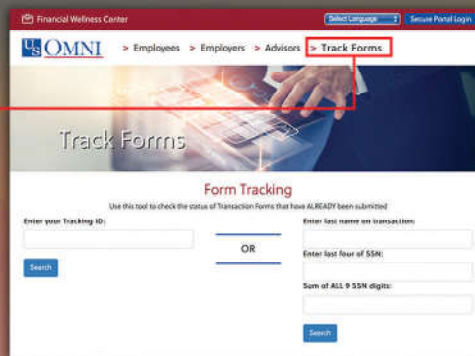 Financial Wellness Center
Select Language
Secure Portal Login
US OMNI
> Employees > Employers > Advisors > Track Forms
Track Forms
Form Tracking
Use this tool to check the status of Transaction Forms that have ALREADY been submitted
Enter your Tracking ID:
Search
OR
Enter last name on transaction:
Enter last four of SSN:
Sum of ALL 9 SSN digits:
Search